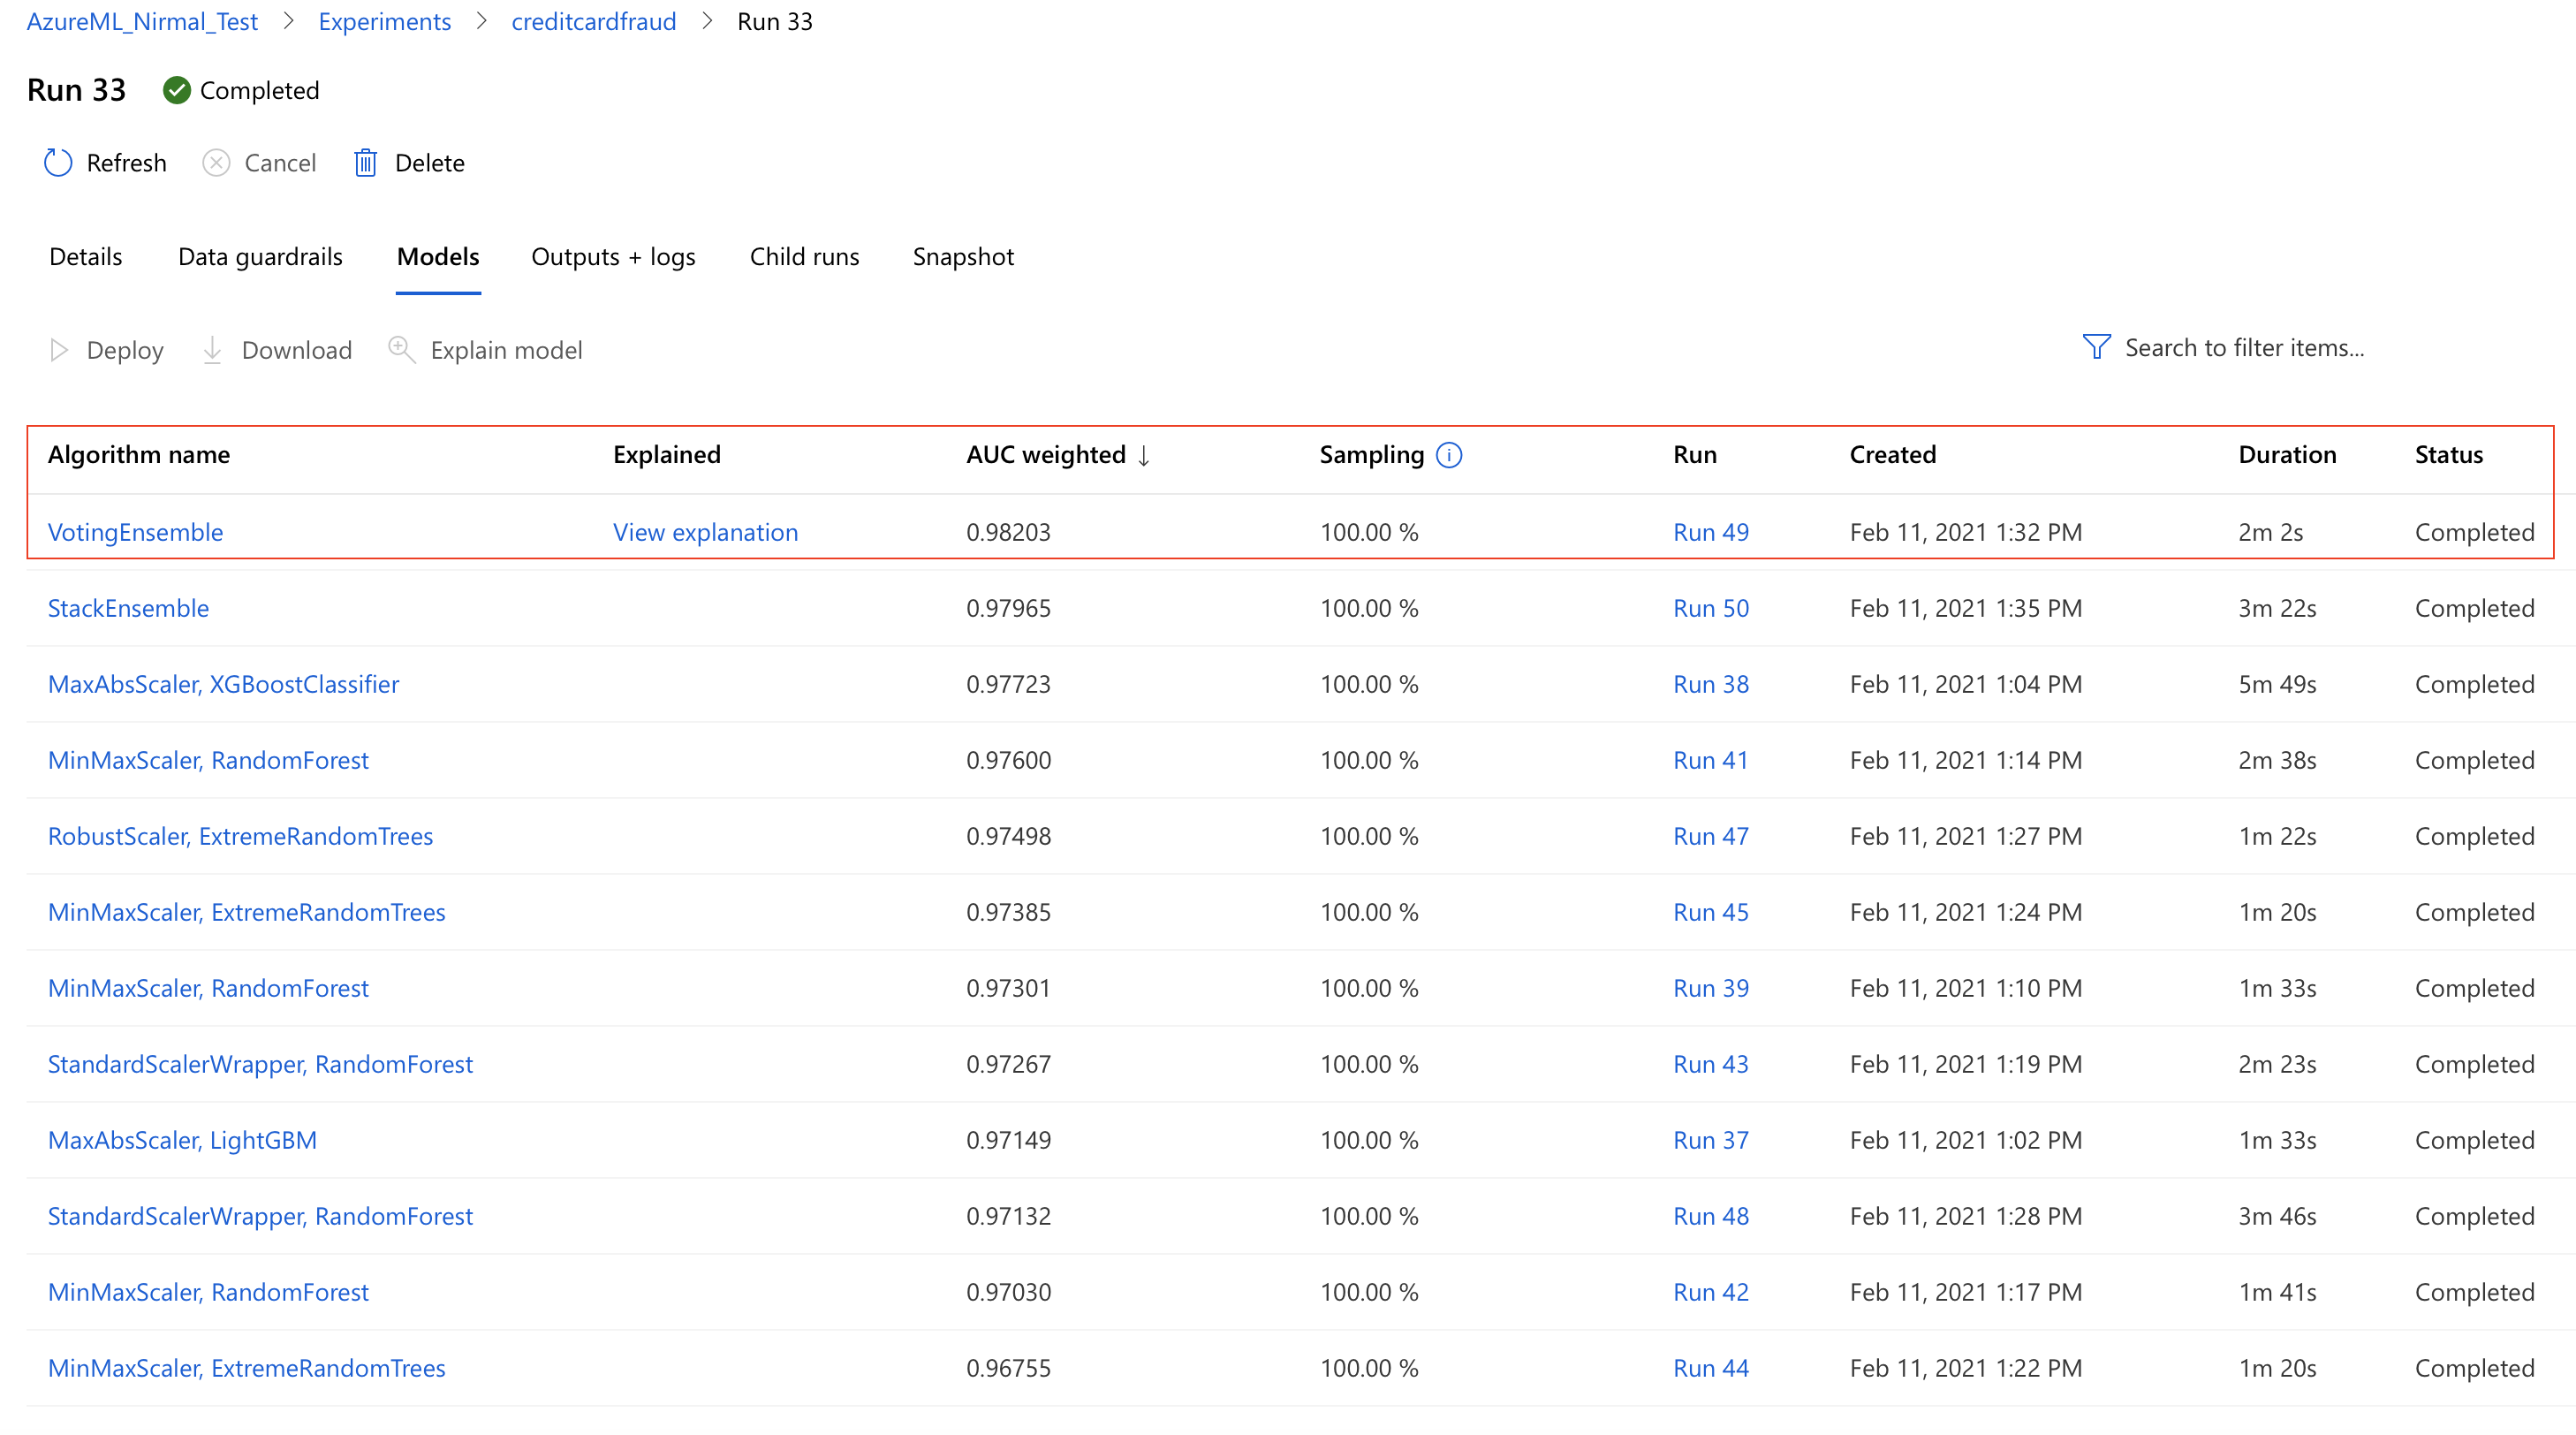 AzureML_Nirmal_Test > Experiments > creditcardfraud > Run 33
Run 33 Completed
Refresh Cancel Delete
Details Data guardrails Models Outputs + logs Child runs Snapshot
Deploy Download Explain model Search to filter items...
Algorithm name Explained AUC weighted ↓ Sampling Run Created Duration Status
VotingEnsemble View explanation 0.98203 100.00 % Run 49 Feb 11, 2021 1:32 PM 2m 2s Completed
StackEnsemble 0.97965 100.00 % Run 50 Feb 11, 2021 1:35 PM 3m 22s Completed
MaxAbsScaler, XGBoostClassifier 0.97723 100.00 % Run 38 Feb 11, 2021 1:04 PM 5m 49s Completed
MinMaxScaler, RandomForest 0.97600 100.00 % Run 41 Feb 11, 2021 1:14 PM 2m 38s Completed
RobustScaler, ExtremeRandomTrees 0.97498 100.00 % Run 47 Feb 11, 2021 1:27 PM 1m 22s Completed
MinMaxScaler, ExtremeRandomTrees 0.97385 100.00 % Run 45 Feb 11, 2021 1:24 PM 1m 20s Completed
MinMaxScaler, RandomForest 0.97301 100.00 % Run 39 Feb 11, 2021 1:10 PM 1m 33s Completed
StandardScalerWrapper, RandomForest 0.97267 100.00 % Run 43 Feb 11, 2021 1:19 PM 2m 23s Completed
MaxAbsScaler, LightGBM 0.97149 100.00 % Run 37 Feb 11, 2021 1:02 PM 1m 33s Completed
StandardScalerWrapper, RandomForest 0.97132 100.00 % Run 48 Feb 11, 2021 1:28 PM 3m 46s Completed
MinMaxScaler, RandomForest 0.97030 100.00 % Run 42 Feb 11, 2021 1:17 PM 1m 41s Completed
MinMaxScaler, ExtremeRandomTrees 0.96755 100.00 % Run 44 Feb 11, 2021 1:22 PM 1m 20s Completed